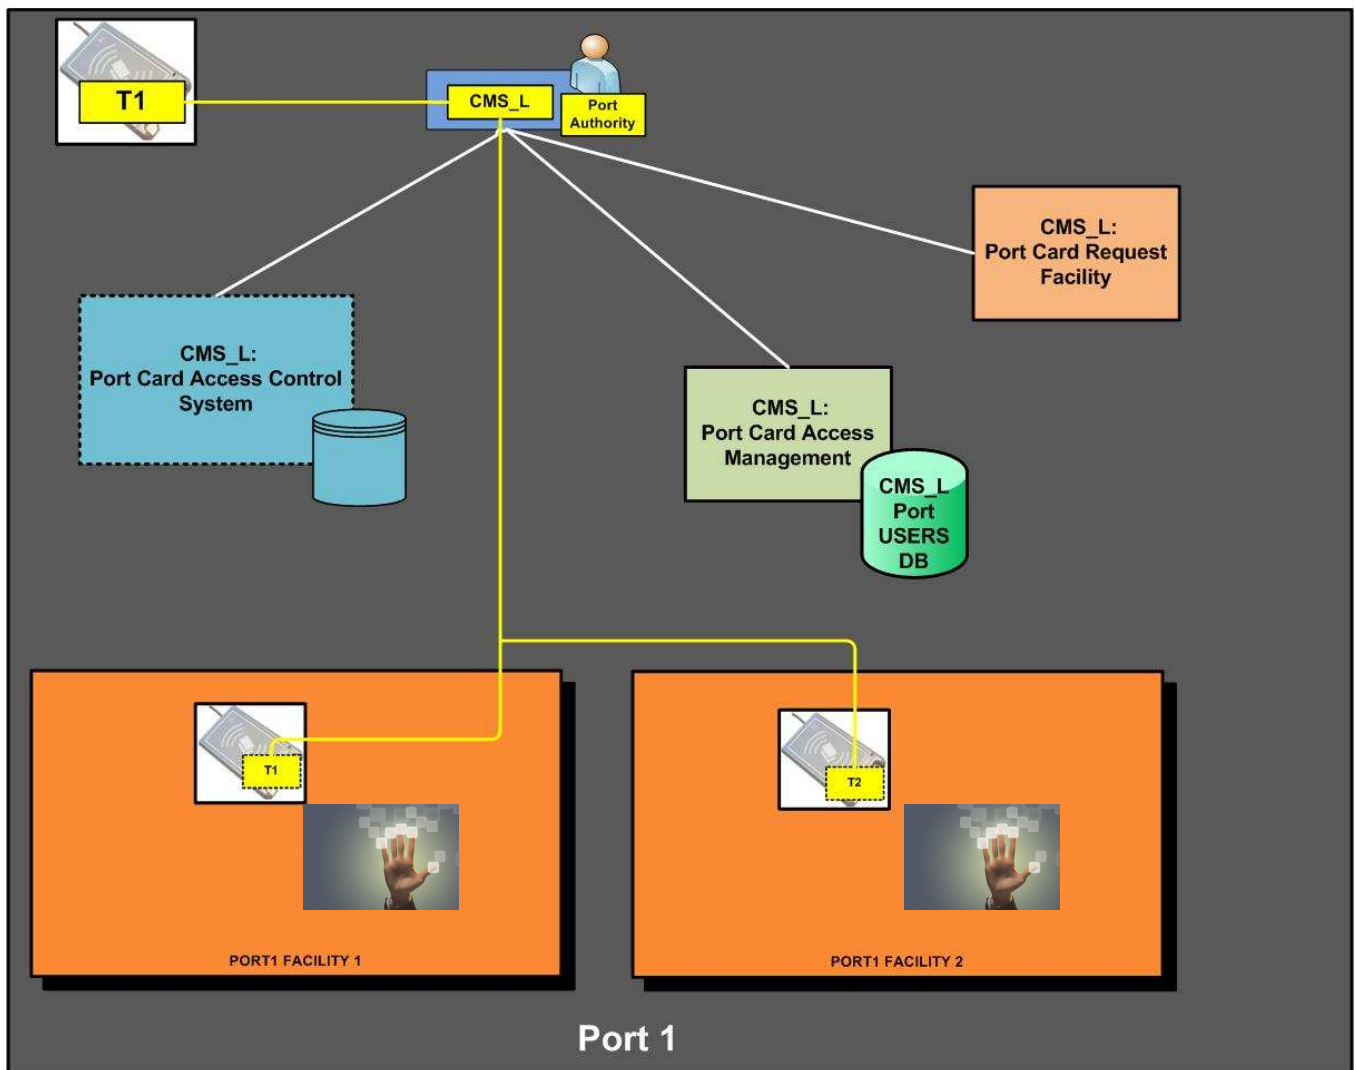 T1
CMS_L
Port
Authority
CMS_L:
Port Card Request
Facility
CMS_L:
Port Card Access Control
System
CMS_L:
Port Card Access
Management
CMS_L
Port
USERS
DB
T1
T2
PORT1 FACILITY 1
PORT1 FACILITY 2
Port 1